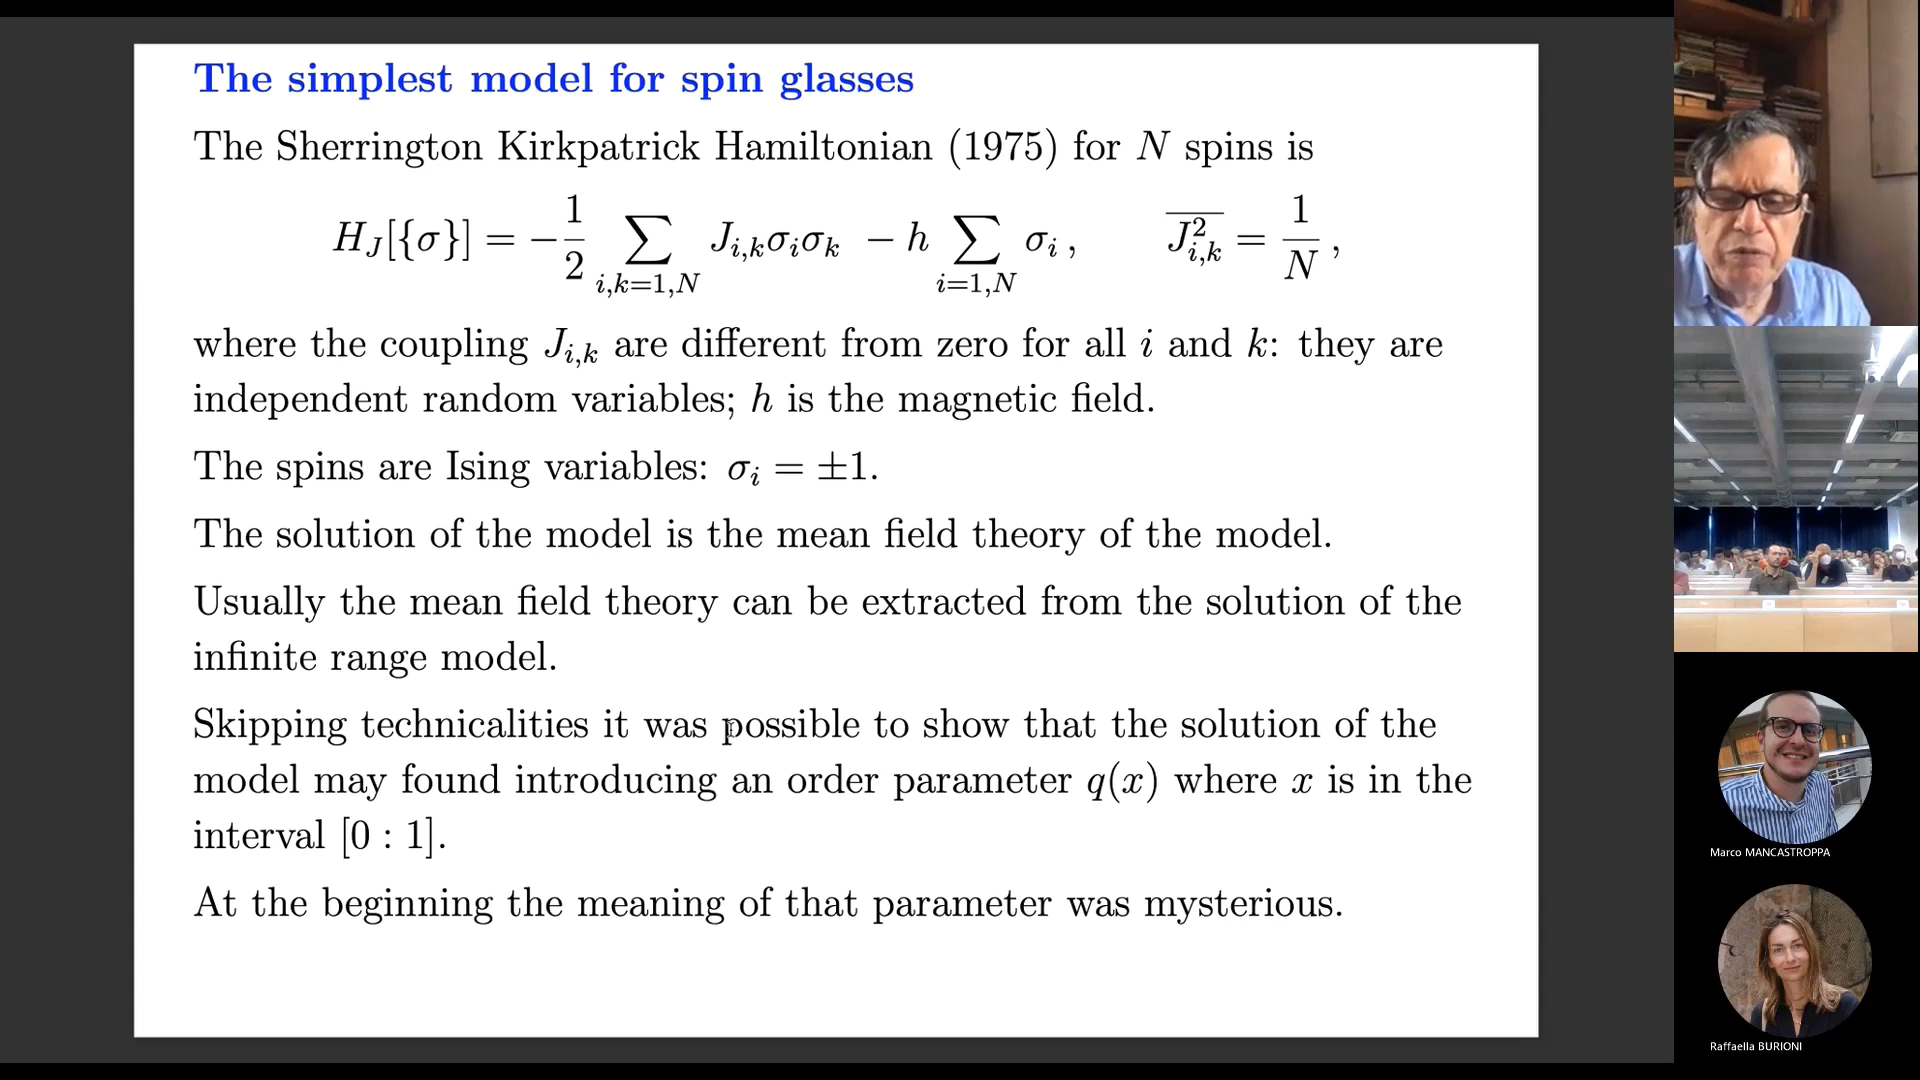 The simplest model for spin glasses
The Sherrington Kirkpatrick Hamiltonian (1975) for N spins is
H_J[{σ}] = −1/2 ∑_{i,k=1,N} J_{i,k}σ_iσ_k − h ∑_{i=1,N} σ_i , \overline{J_{i,k}^2} = 1/N ,
where the coupling J_{i,k} are different from zero for all i and k: they are
independent random variables; h is the magnetic field.
The spins are Ising variables: σ_i = ±1.
The solution of the model is the mean field theory of the model.
Usually the mean field theory can be extracted from the solution of the
infinite range model.
Skipping technicalities it was possible to show that the solution of the
model may found introducing an order parameter q(x) where x is in the
interval [0 : 1].
At the beginning the meaning of that parameter was mysterious.
Marco MANCASTROPPA
Raffaella BURIONI